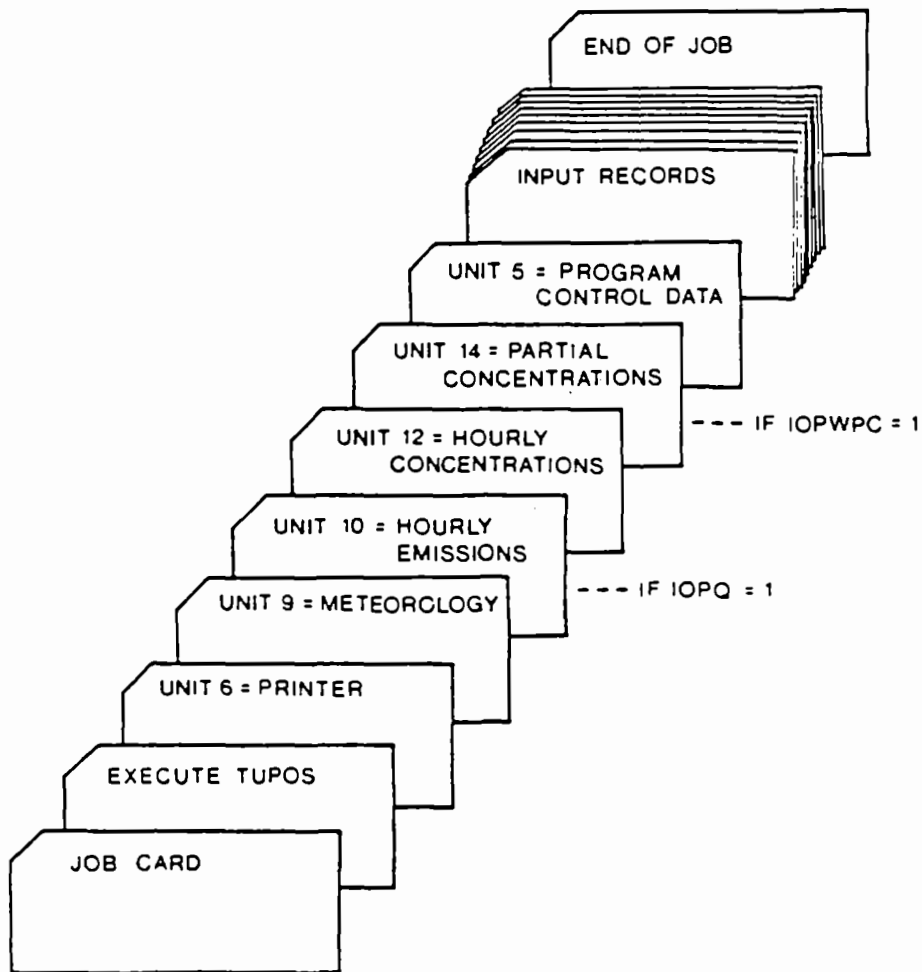 END OF JOB
INPUT RECORDS
UNIT 5 = PROGRAM
CONTROL DATA
UNIT 14 = PARTIAL
CONCENTRATIONS
--- IF IOPWPC = 1
UNIT 12 = HOURLY
CONCENTRATIONS
UNIT 10 = HOURLY
EMISSIONS
--- IF IOPQ = 1
UNIT 9 = METEOROLOGY
UNIT 6 = PRINTER
EXECUTE TUPOS
JOB CARD